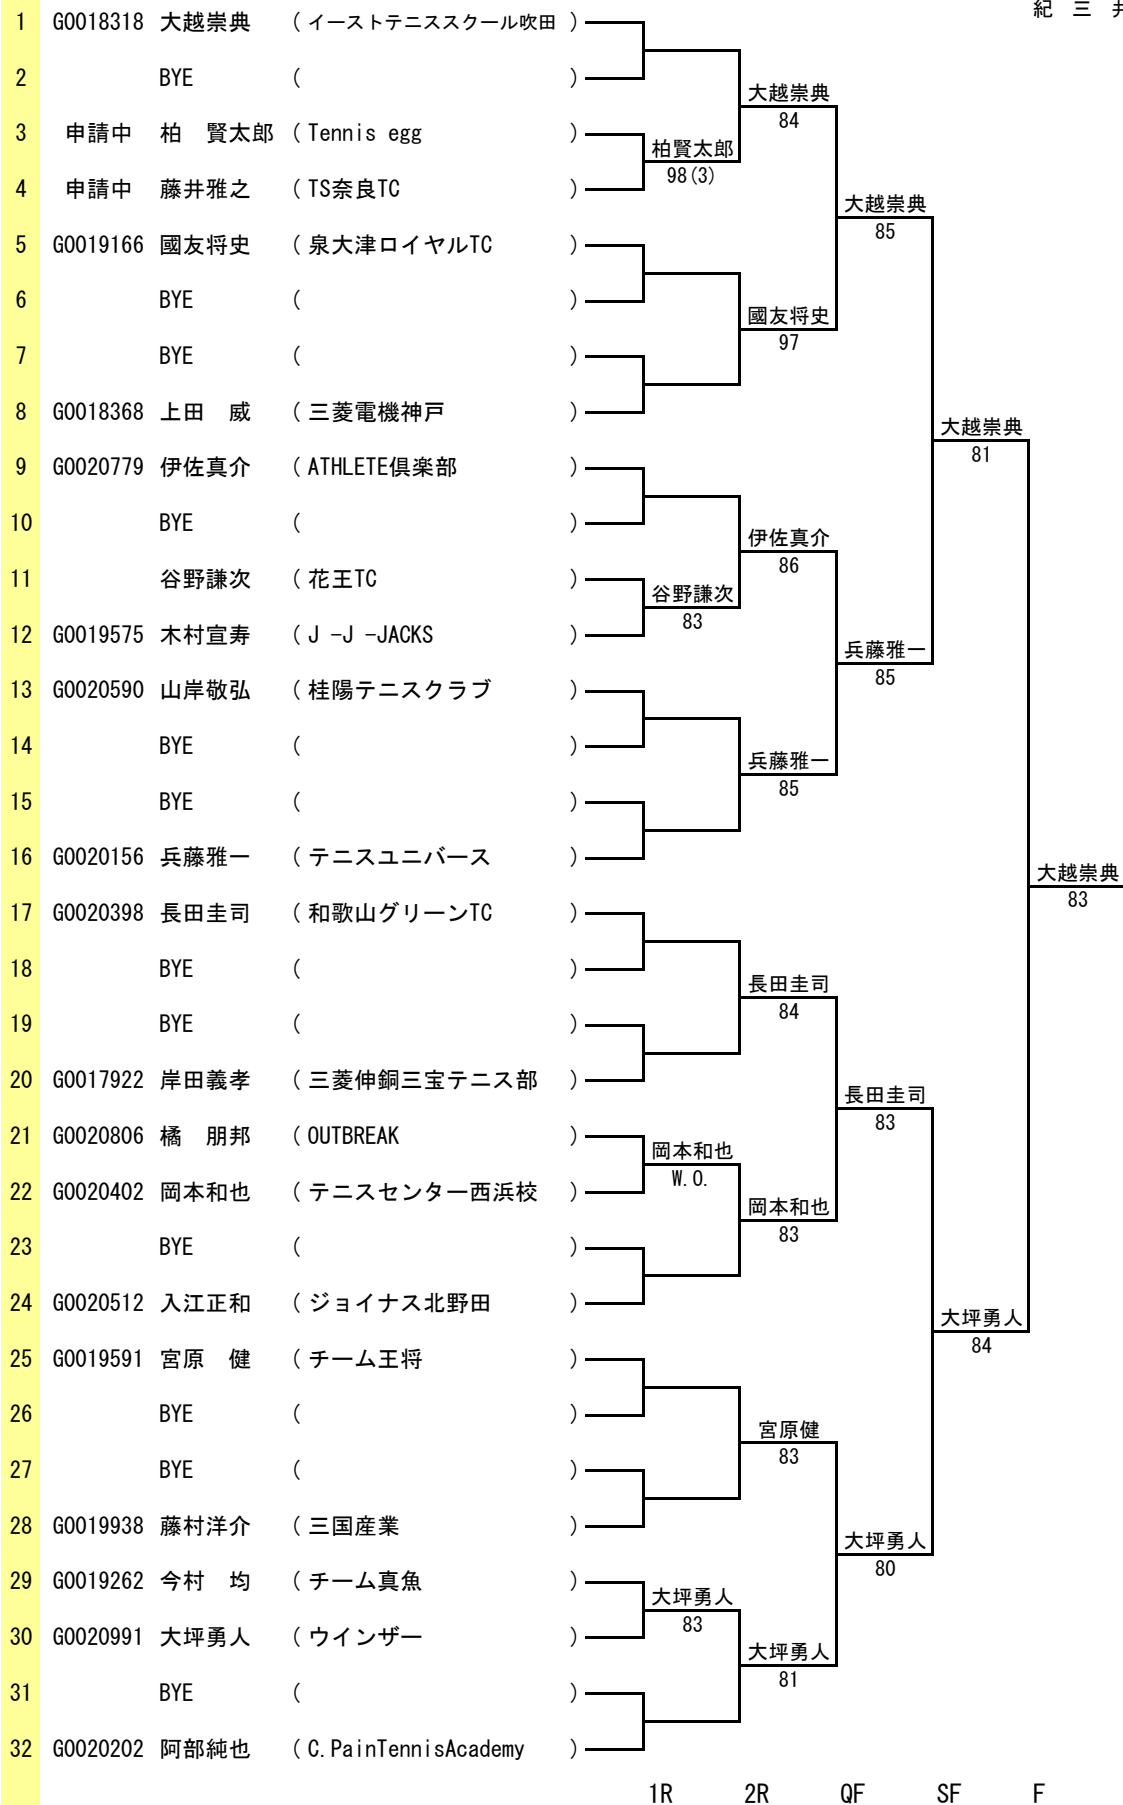 紀 三 井
1 G0018318 大越崇典 ( イーストテニススクール吹田 )
2 BYE ( )
大越崇典
84
3 申請中 柏 賢太郎 ( Tennis egg )
柏賢太郎
98(3)
4 申請中 藤井雅之 ( TS奈良TC )
大越崇典
85
5 G0019166 國友将史 ( 泉大津ロイヤルTC )
6 BYE ( )
國友将史
97
7 BYE ( )
8 G0018368 上田 威 ( 三菱電機神戸 )
大越崇典
81
9 G0020779 伊佐真介 ( ATHLETE倶楽部 )
10 BYE ( )
伊佐真介
86
11 谷野謙次 ( 花王TC )
谷野謙次
83
12 G0019575 木村宣寿 ( J -J -JACKS )
兵藤雅一
85
13 G0020590 山岸敬弘 ( 桂陽テニスクラブ )
14 BYE ( )
兵藤雅一
85
15 BYE ( )
16 G0020156 兵藤雅一 ( テニスユニバース )
大越崇典
83
17 G0020398 長田圭司 ( 和歌山グリーンTC )
18 BYE ( )
長田圭司
84
19 BYE ( )
20 G0017922 岸田義孝 ( 三菱伸銅三宝テニス部 )
長田圭司
83
21 G0020806 橘 朋邦 ( OUTBREAK )
岡本和也
W.O.
22 G0020402 岡本和也 ( テニスセンター西浜校 )
岡本和也
83
23 BYE ( )
24 G0020512 入江正和 ( ジョイナス北野田 )
大坪勇人
84
25 G0019591 宮原 健 ( チーム王将 )
26 BYE ( )
宮原健
83
27 BYE ( )
28 G0019938 藤村洋介 ( 三国産業 )
大坪勇人
80
29 G0019262 今村 均 ( チーム真魚 )
大坪勇人
83
30 G0020991 大坪勇人 ( ウインザー )
大坪勇人
81
31 BYE ( )
32 G0020202 阿部純也 ( C.PainTennisAcademy )
1R 2R QF SF F